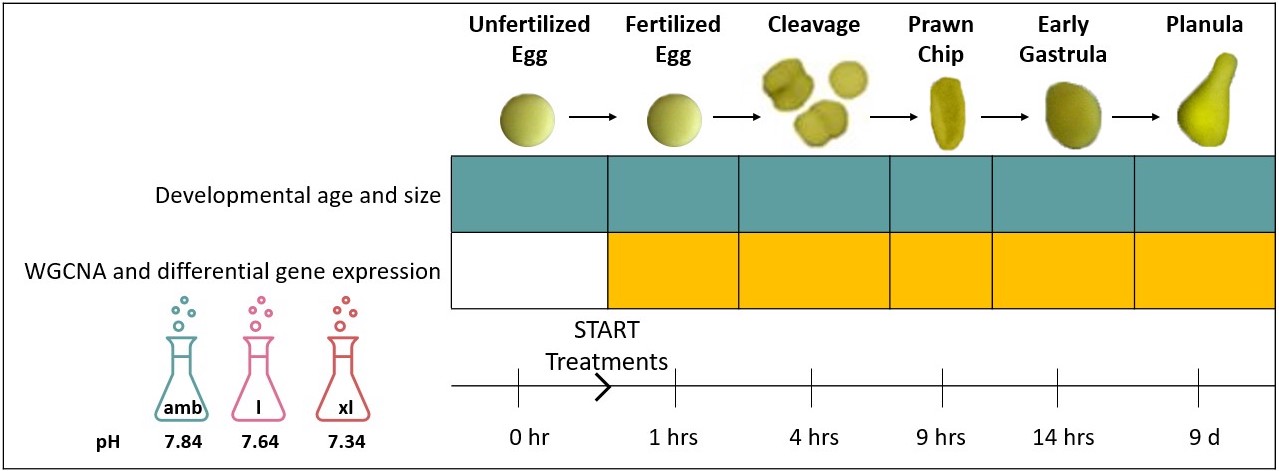 Unfertilized Egg
Fertilized Egg
Cleavage
Prawn Chip
Early Gastrula
Planula
Developmental age and size
WGCNA and differential gene expression
START
Treatments
amb l xl
pH 7.84 7.64 7.34
0 hr 1 hrs 4 hrs 9 hrs 14 hrs 9 d